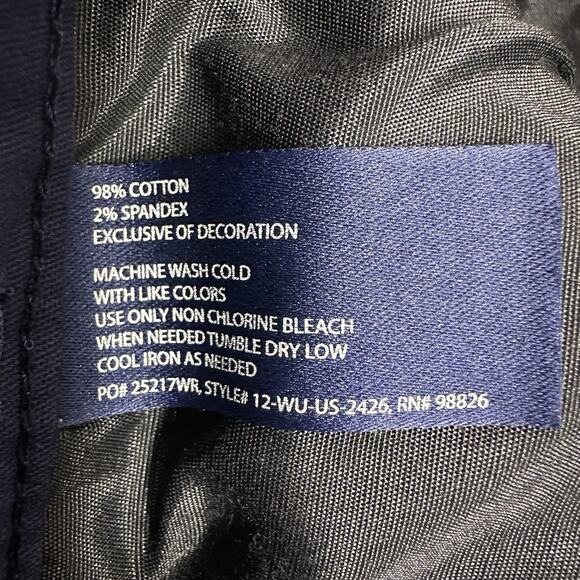 98% COTTON
2% SPANDEX
EXCLUSIVE OF DECORATION
MACHINE WASH COLD
WITH LIKE COLORS
USE ONLY NON CHLORINE BLEACH
WHEN NEEDED TUMBLE DRY LOW
COOL IRON AS NEEDED
PO# 25217WR, STYLE# 12-WU-US-2426, RN# 98826